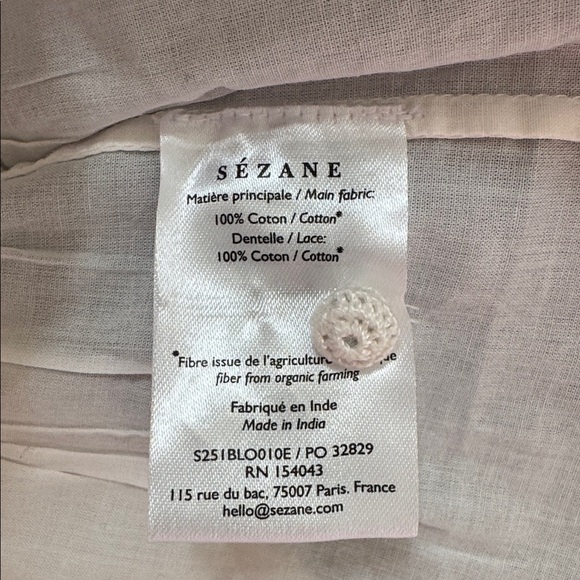 SÉZANE
Matière principale / Main fabric:
100% Coton / Cotton*
Dentelle / Lace:
100% Coton / Cotton*
*Fibre issue de l'agriculture
fiber from organic farming
Fabriqué en Inde
Made in India
S251BLO010E / PO 32829
RN 154043
115 rue du bac, 75007 Paris. France
hello@sezane.com